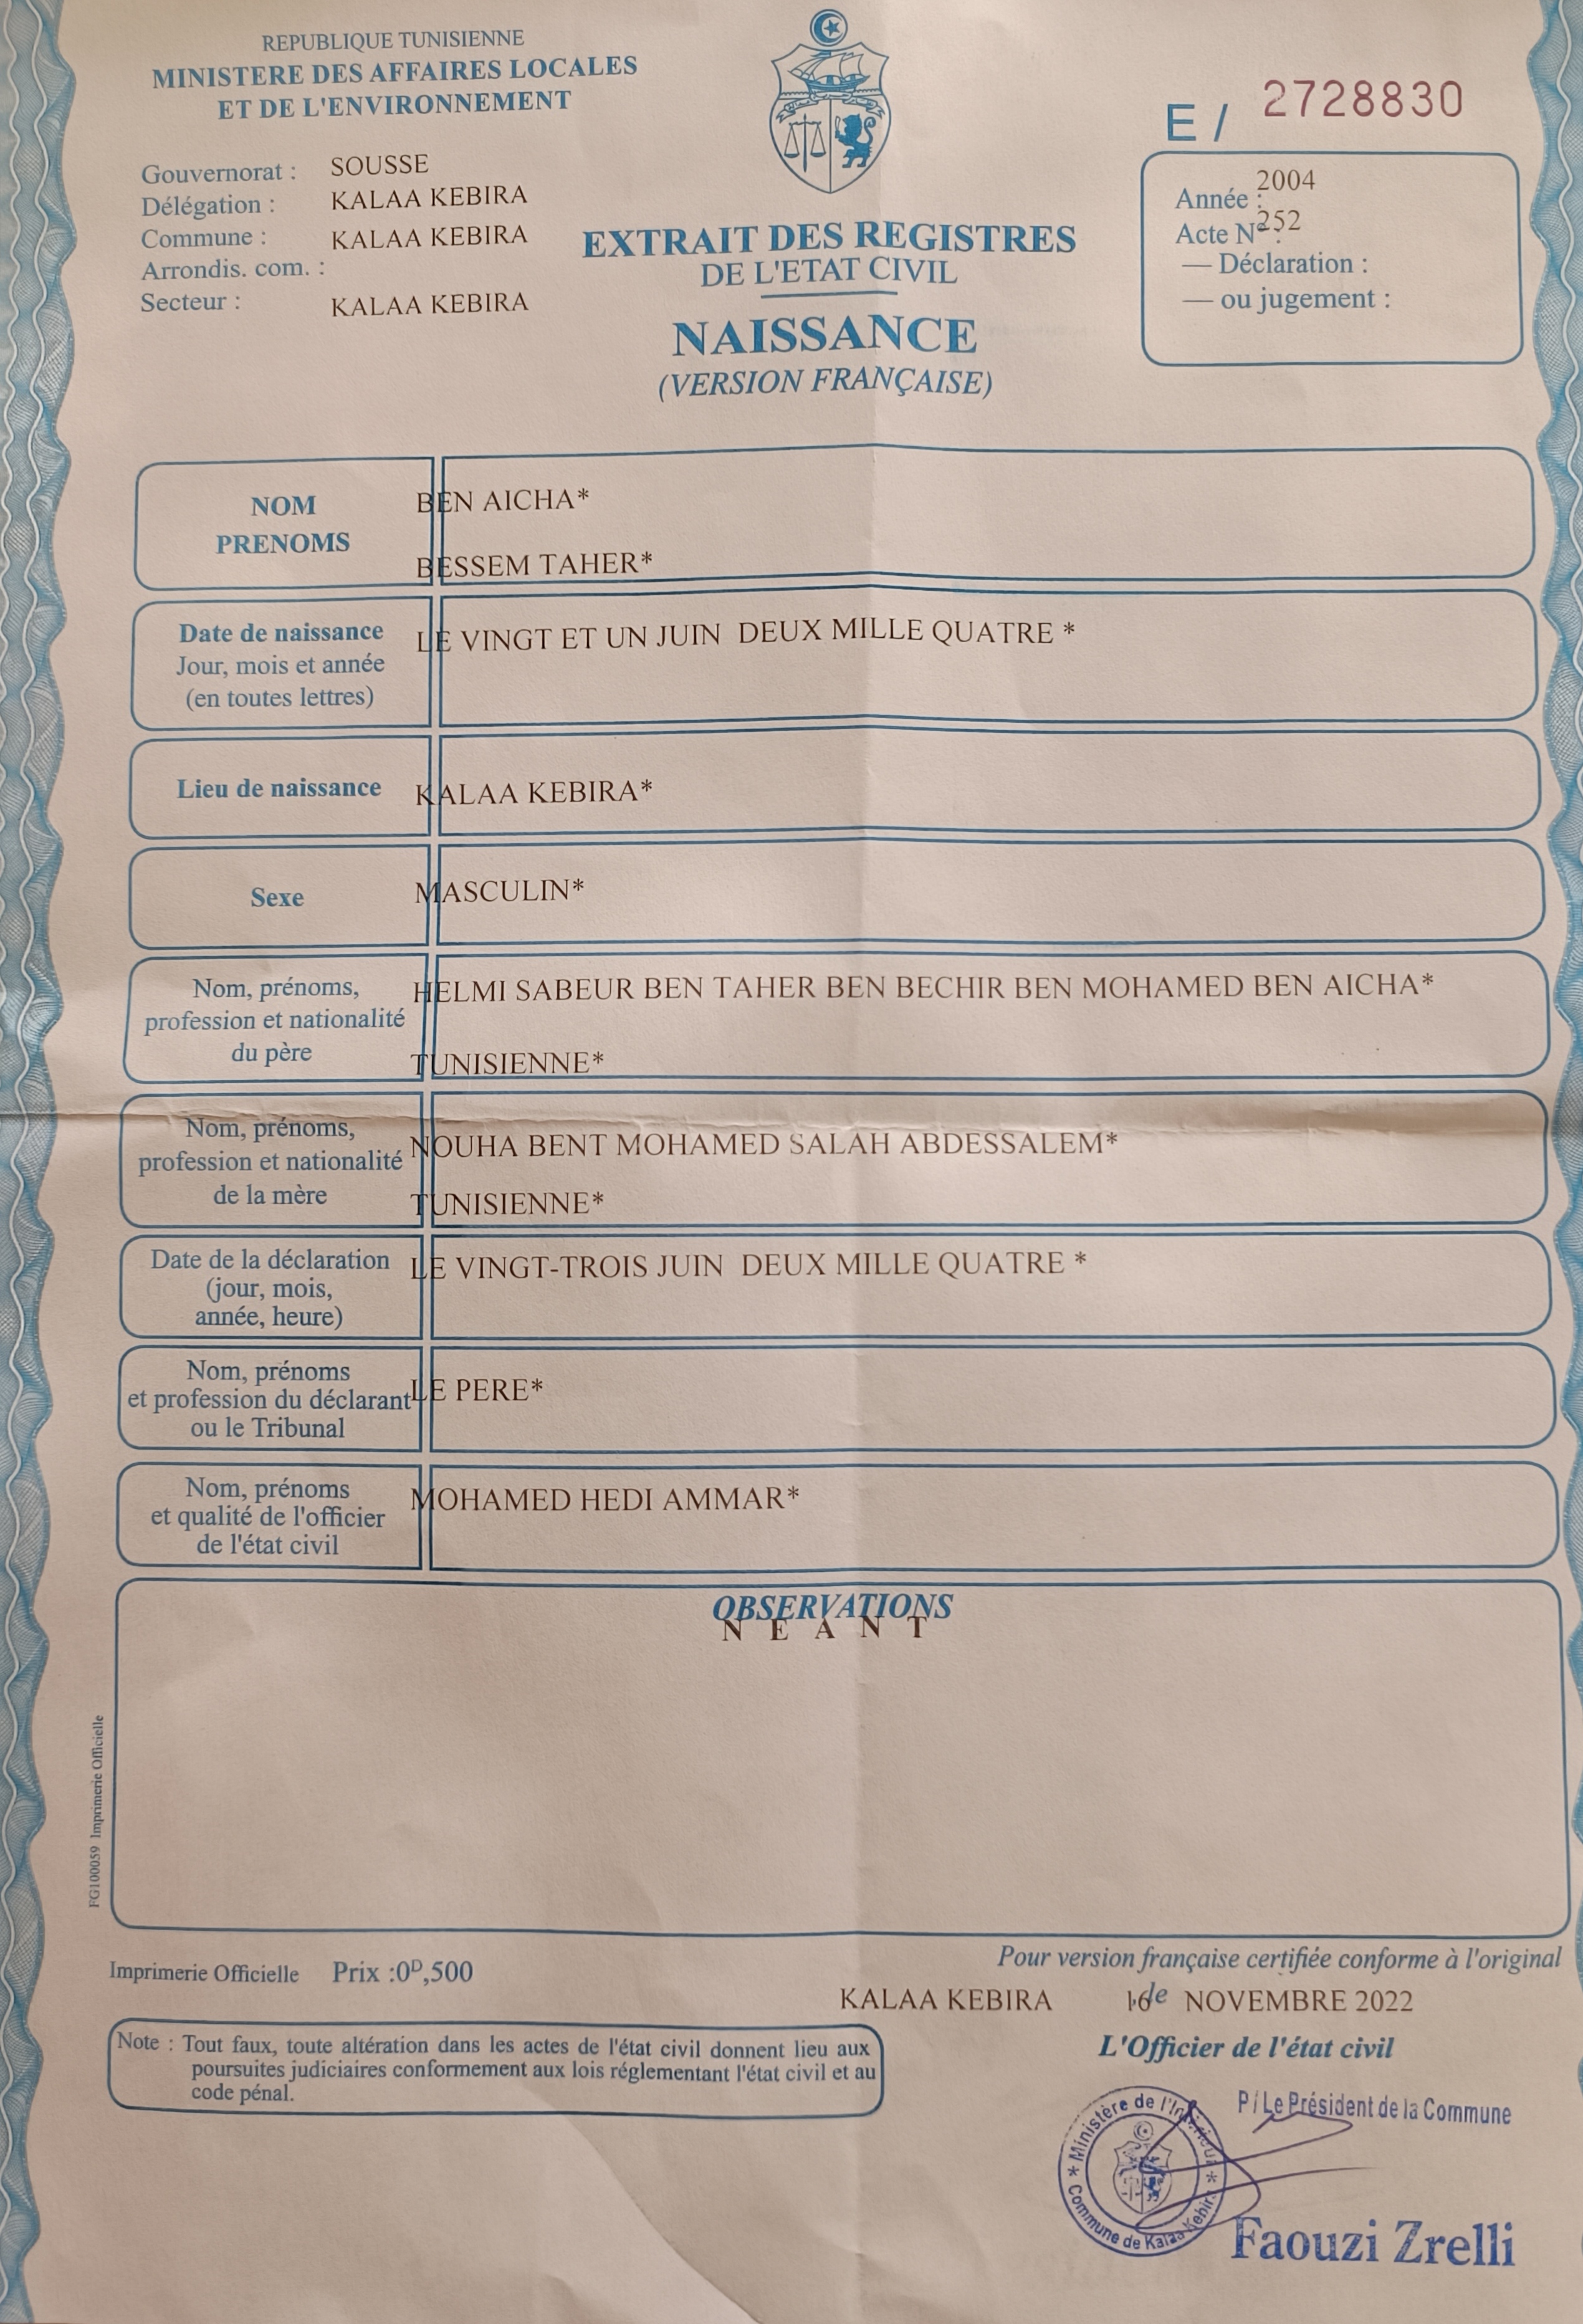 REPUBLIQUE TUNISIENNE
MINISTERE DES AFFAIRES LOCALES
ET DE L'ENVIRONNEMENT
E / 2728830
Gouvernorat : SOUSSE
Délégation : KALAA KEBIRA
Commune : KALAA KEBIRA
Arrondis. com. :
Secteur : KALAA KEBIRA
EXTRAIT DES REGISTRES
DE L'ETAT CIVIL
NAISSANCE
(VERSION FRANÇAISE)
Année : 2004
Acte N° : 252
— Déclaration :
— ou jugement :
NOM
PRENOMS
BEN AICHA*
BESSEM TAHER*
Date de naissance
Jour, mois et année
(en toutes lettres)
LE VINGT ET UN JUIN DEUX MILLE QUATRE *
Lieu de naissance
KALAA KEBIRA*
Sexe
MASCULIN*
Nom, prénoms,
profession et nationalité
du père
HELMI SABEUR BEN TAHER BEN BECHIR BEN MOHAMED BEN AICHA*
TUNISIENNE*
Nom, prénoms,
profession et nationalité
de la mère
NOUHA BENT MOHAMED SALAH ABDESSALEM*
TUNISIENNE*
Date de la déclaration
(jour, mois,
année, heure)
LE VINGT-TROIS JUIN DEUX MILLE QUATRE *
Nom, prénoms
et profession du déclarant
ou le Tribunal
LE PERE*
Nom, prénoms
et qualité de l'officier
de l'état civil
MOHAMED HEDI AMMAR*
OBSERVATIONS
N E A N T
FG100059 Imprimerie Officielle
Imprimerie Officielle Prix :0D,500
Pour version française certifiée conforme à l'original
KALAA KEBIRA le 16 NOVEMBRE 2022
Note : Tout faux, toute altération dans les actes de l'état civil donnent lieu aux
poursuites judiciaires conformement aux lois réglementant l'état civil et au
code pénal.
L'Officier de l'état civil
P / Le Président de la Commune
* Ministère de l'Intérieur *
Commune de Kalaa Kebira
Faouzi Zrelli